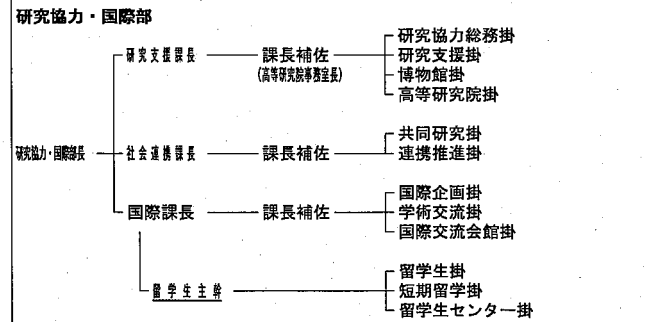 研究協力・国際部
研究協力総務掛
研究支援課長 課長補佐 研究支援掛
(高等研究院事務室長) 博物館掛
高等研究院掛
共同研究掛
研究協力・国際部長 社会連携課長 課長補佐 連携推進掛
国際企画掛
国際課長 課長補佐 学術交流掛
国際交流会館掛
留学生掛
留学生主幹 短期留学掛
留学生センター掛